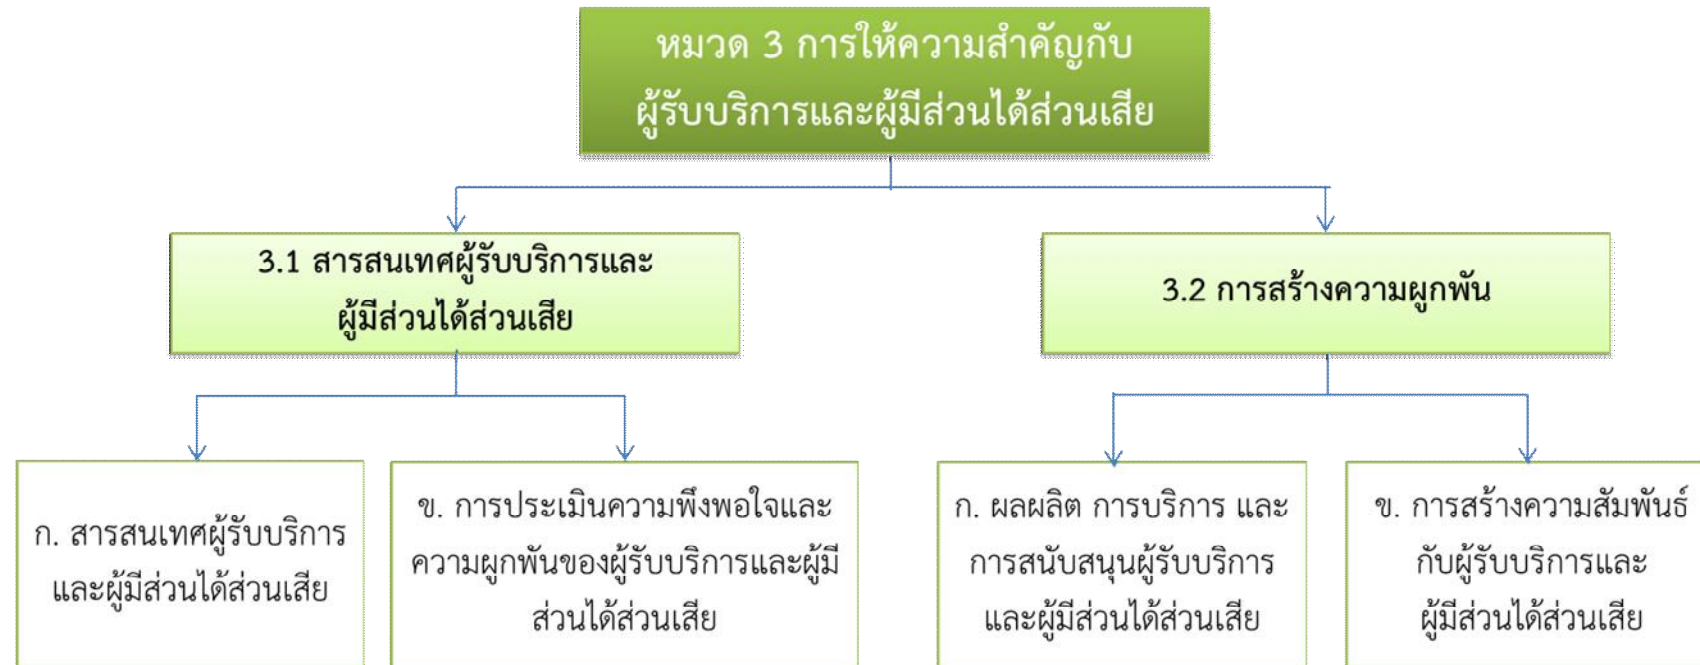 หมวด 3 การให้ความสำคัญกับ
ผู้รับบริการและผู้มีส่วนได้ส่วนเสีย
3.1 สารสนเทศผู้รับบริการและ
ผู้มีส่วนได้ส่วนเสีย
3.2 การสร้างความผูกพัน
ก. สารสนเทศผู้รับบริการ
และผู้มีส่วนได้ส่วนเสีย
ข. การประเมินความพึงพอใจและ
ความผูกพันของผู้รับบริการและผู้มี
ส่วนได้ส่วนเสีย
ก. ผลผลิต การบริการ และ
การสนับสนุนผู้รับบริการ
และผู้มีส่วนได้ส่วนเสีย
ข. การสร้างความสัมพันธ์
กับผู้รับบริการและ
ผู้มีส่วนได้ส่วนเสีย